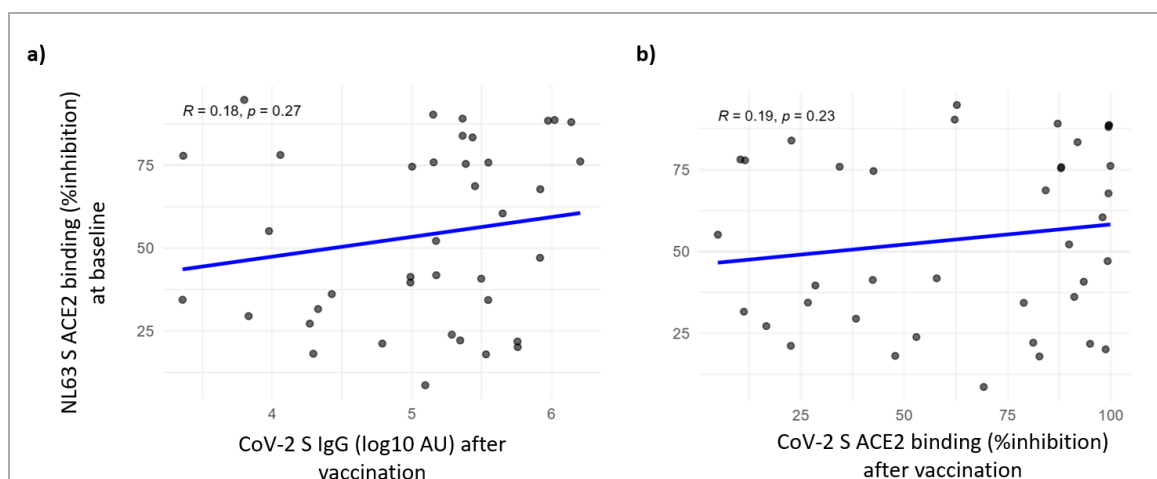 a)
NL63 S ACE2 binding (%inhibition)
at baseline
R = 0.18, p = 0.27
75
50
25
4 5 6
CoV-2 S IgG (log10 AU) after
vaccination
b)
R = 0.19, p = 0.23
75
50
25
25 50 75 100
CoV-2 S ACE2 binding (%inhibition)
after vaccination